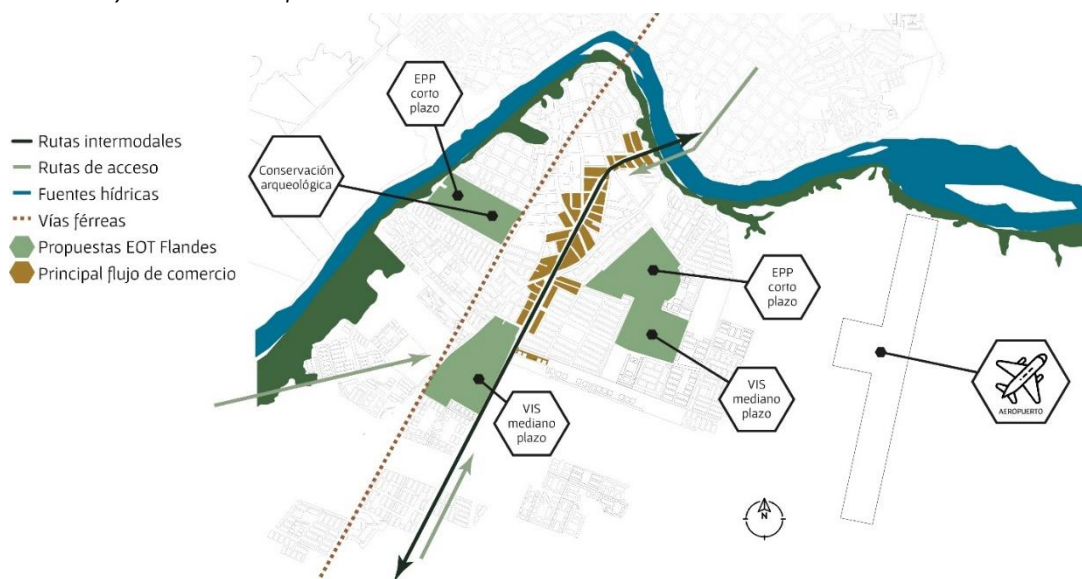 Rutas intermodales
Rutas de acceso
Fuentes hídricas
Vías férreas
Propuestas EOT Flandes
Principal flujo de comercio
EPP
corto
plazo
Conservación
arqueológica
EPP
corto
plazo
VIS
mediano
plazo
VIS
mediano
plazo
AEROPUERTO
N